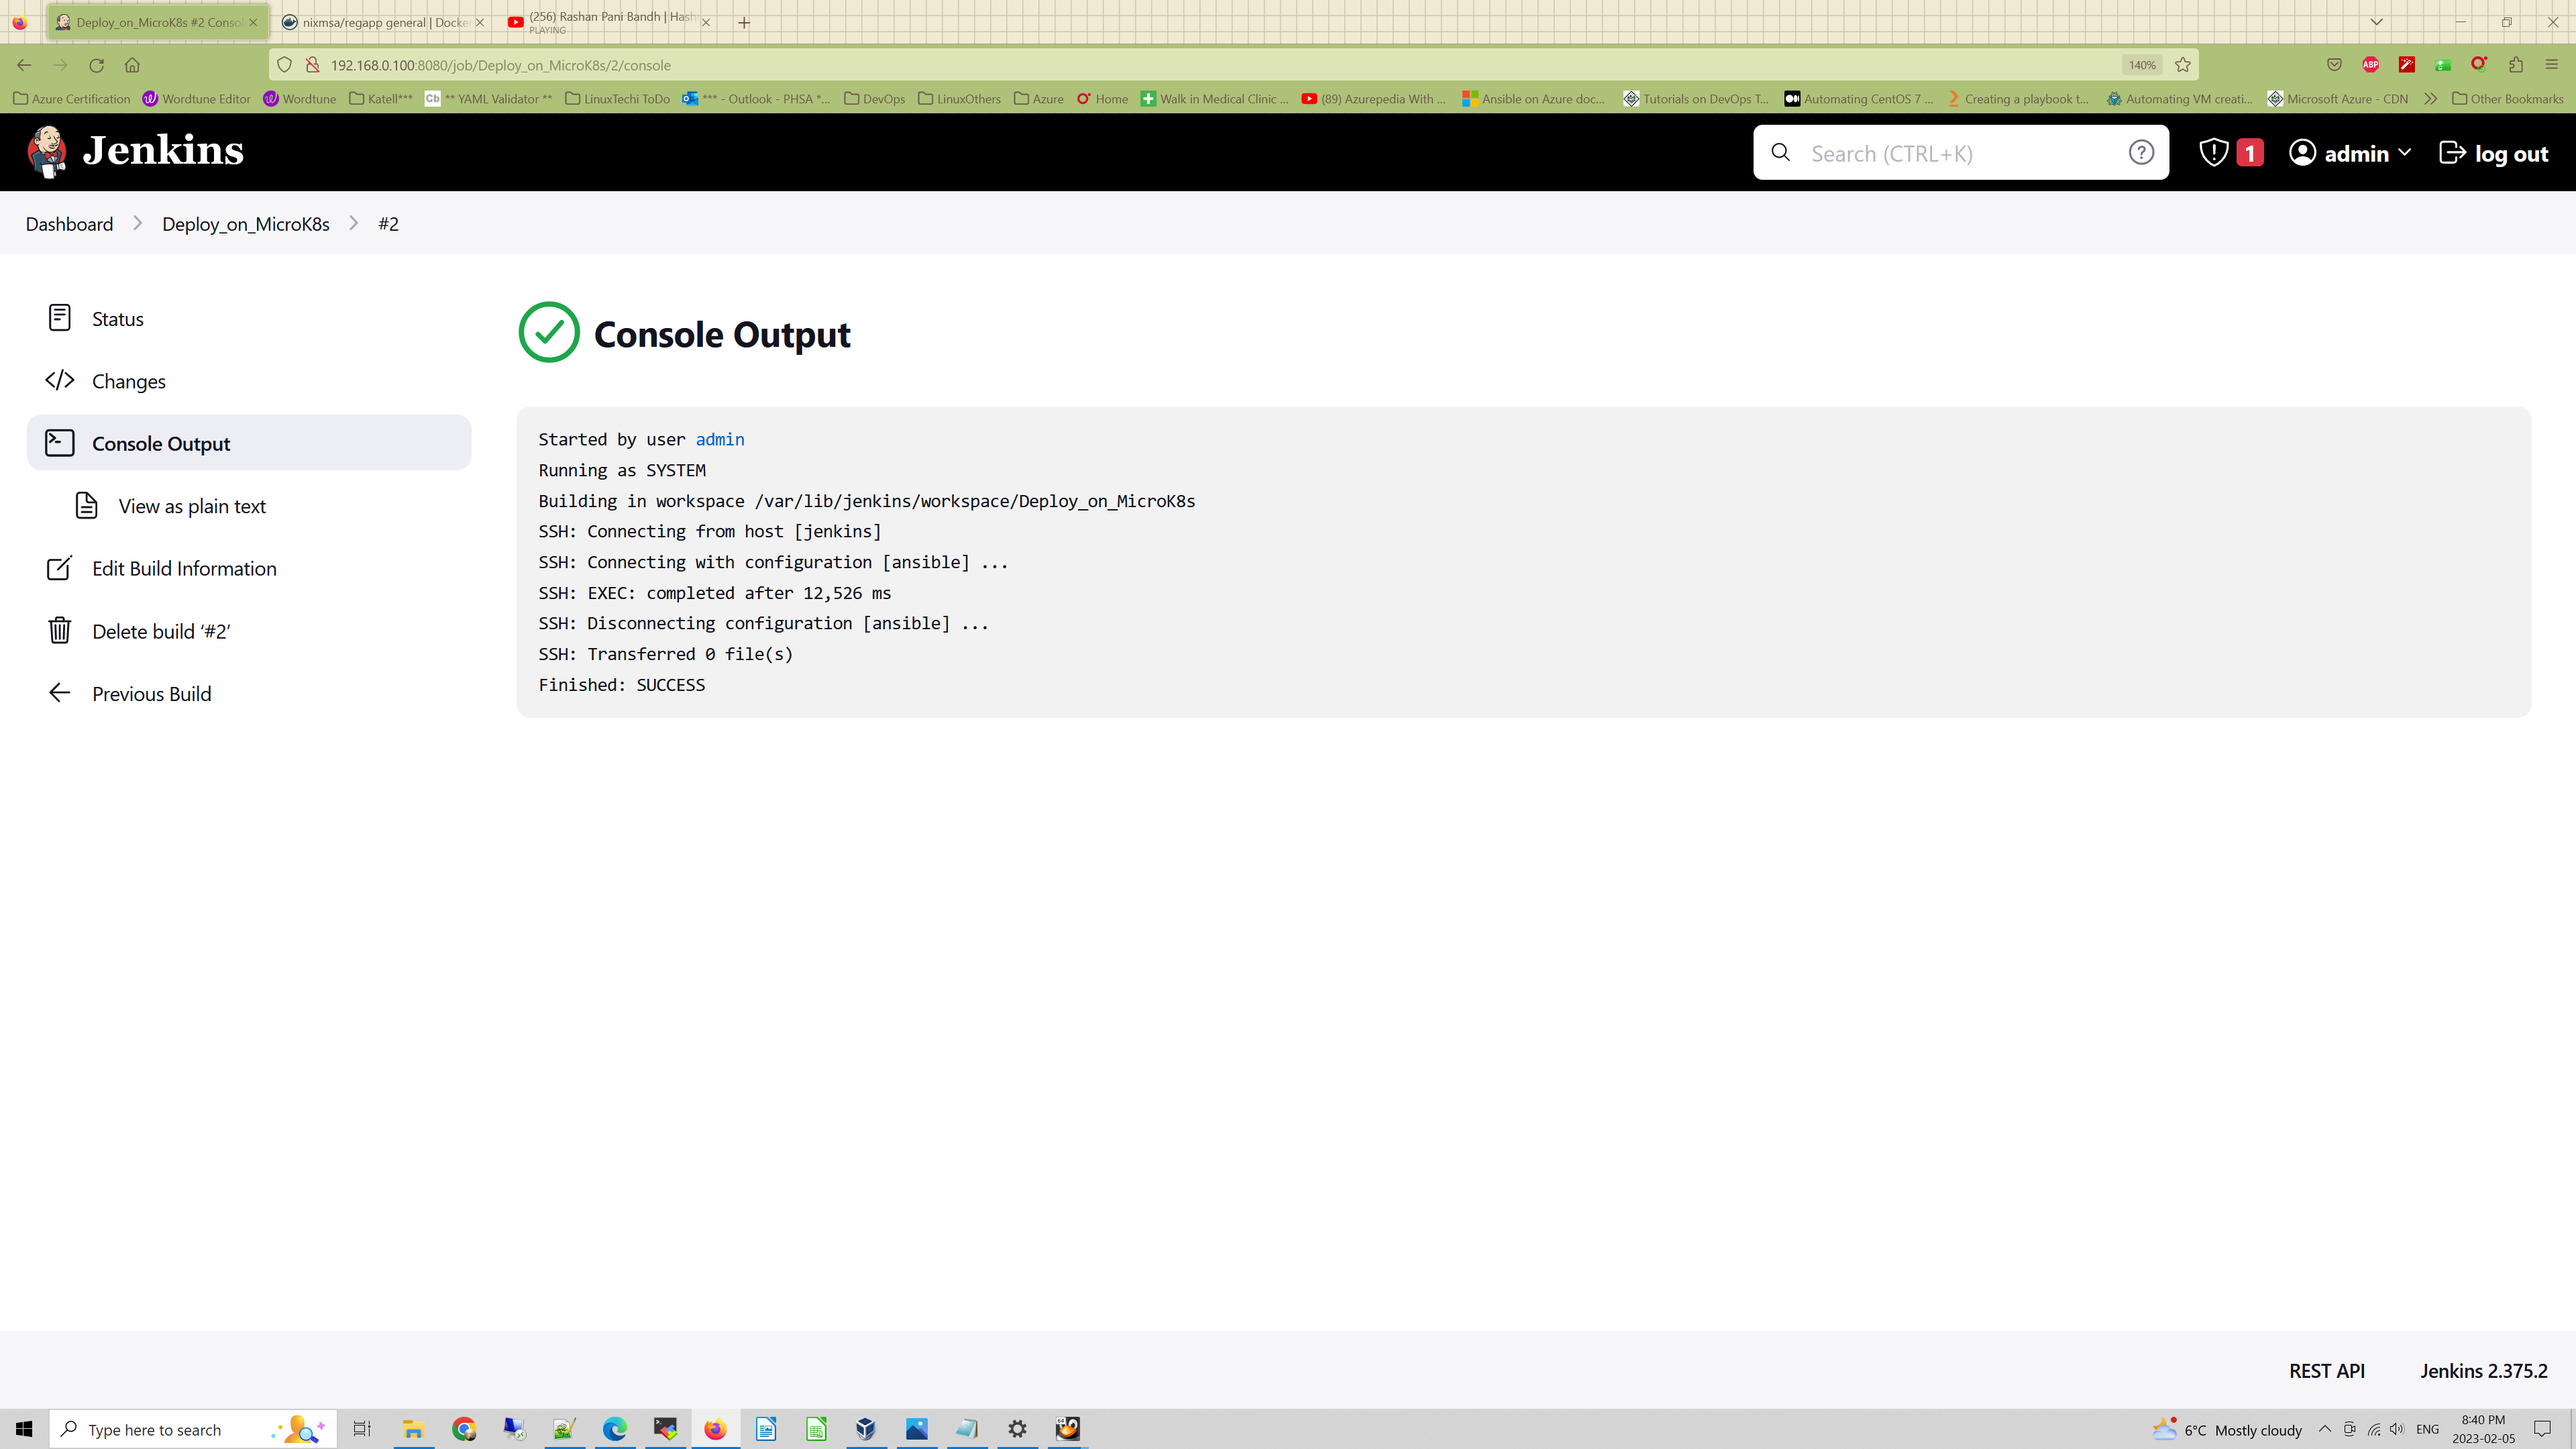 Deploy_on_MicroK8s #2 Consol
nixmsa/regapp general | Docker
(256) Rashan Pani Bandh | Hash
PLAYING
192.168.0.100:8080/job/Deploy_on_MicroK8s/2/console
140%
ABP
Azure Certification
Wordtune Editor
Wordtune
Katell***
Cb
** YAML Validator **
LinuxTechi ToDo
*** - Outlook - PHSA *...
DevOps
LinuxOthers
Azure
Home
Walk in Medical Clinic ...
(89) Azurepedia With ...
Ansible on Azure doc...
Tutorials on DevOps T...
Automating CentOS 7 ...
Creating a playbook t...
Automating VM creati...
Microsoft Azure - CDN
Other Bookmarks
Jenkins
Search (CTRL+K)
1
admin
log out
Dashboard
Deploy_on_MicroK8s
#2
Status
Changes
Console Output
View as plain text
Edit Build Information
Delete build ‘#2’
Previous Build
Console Output
Started by user admin
Running as SYSTEM
Building in workspace /var/lib/jenkins/workspace/Deploy_on_MicroK8s
SSH: Connecting from host [jenkins]
SSH: Connecting with configuration [ansible] ...
SSH: EXEC: completed after 12,526 ms
SSH: Disconnecting configuration [ansible] ...
SSH: Transferred 0 file(s)
Finished: SUCCESS
REST API
Jenkins 2.375.2
Type here to search
6°C Mostly cloudy
ENG
8:40 PM
2023-02-05